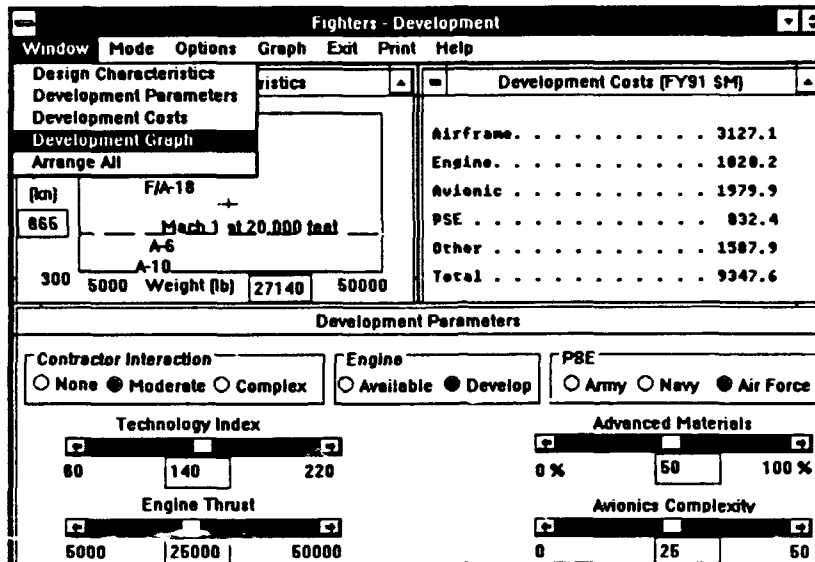 Fighters - Development
Window Mode Options Graph Exit Print Help
Design Characteristics
Development Parameters
Development Costs
Development Graph
Arrange All
ristics
(kn)
865
F/A-18
Mach 1 at 20,000 feet
A-6
A-10
300
5000 Weight (lb) 27140 50000
Development Costs (FY91 $M)
Airframe. . . . . . . . . . . 3127.1
Engine. . . . . . . . . . . . 1820.2
Avionic . . . . . . . . . . . 1979.9
PSE . . . . . . . . . . . . . 832.4
Other . . . . . . . . . . . . 1587.9
Total . . . . . . . . . . . . 9347.6
Development Parameters
Contractor Interaction
None Moderate Complex
Engine
Available Develop
PSE
Army Navy Air Force
Technology Index
60 140 220
Advanced Materials
0 % 50 100 %
Engine Thrust
5000 25000 50000
Avionics Complexity
0 25 50